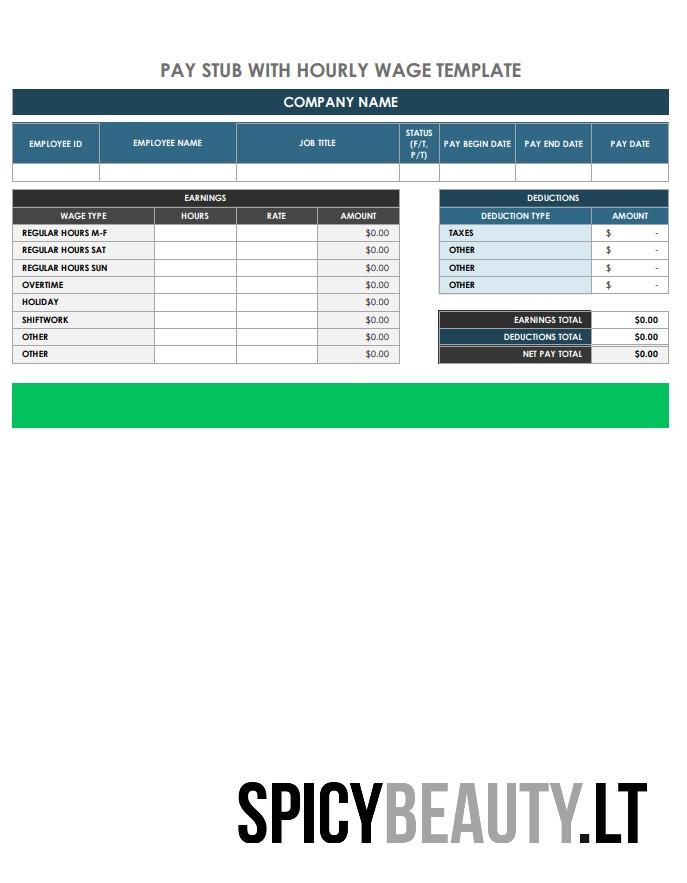 PAY STUB WITH HOURLY WAGE TEMPLATE
COMPANY NAME
EMPLOYEE ID EMPLOYEE NAME JOB TITLE STATUS (F/T, P/T) PAY BEGIN DATE PAY END DATE PAY DATE
EARNINGS
WAGE TYPE HOURS RATE AMOUNT
REGULAR HOURS M-F $0.00
REGULAR HOURS SAT $0.00
REGULAR HOURS SUN $0.00
OVERTIME $0.00
HOLIDAY $0.00
SHIFTWORK $0.00
OTHER $0.00
OTHER $0.00
DEDUCTIONS
DEDUCTION TYPE AMOUNT
TAXES $ -
OTHER $ -
OTHER $ -
OTHER $ -
EARNINGS TOTAL $0.00
DEDUCTIONS TOTAL $0.00
NET PAY TOTAL $0.00
SPICYBEAUTY.LT